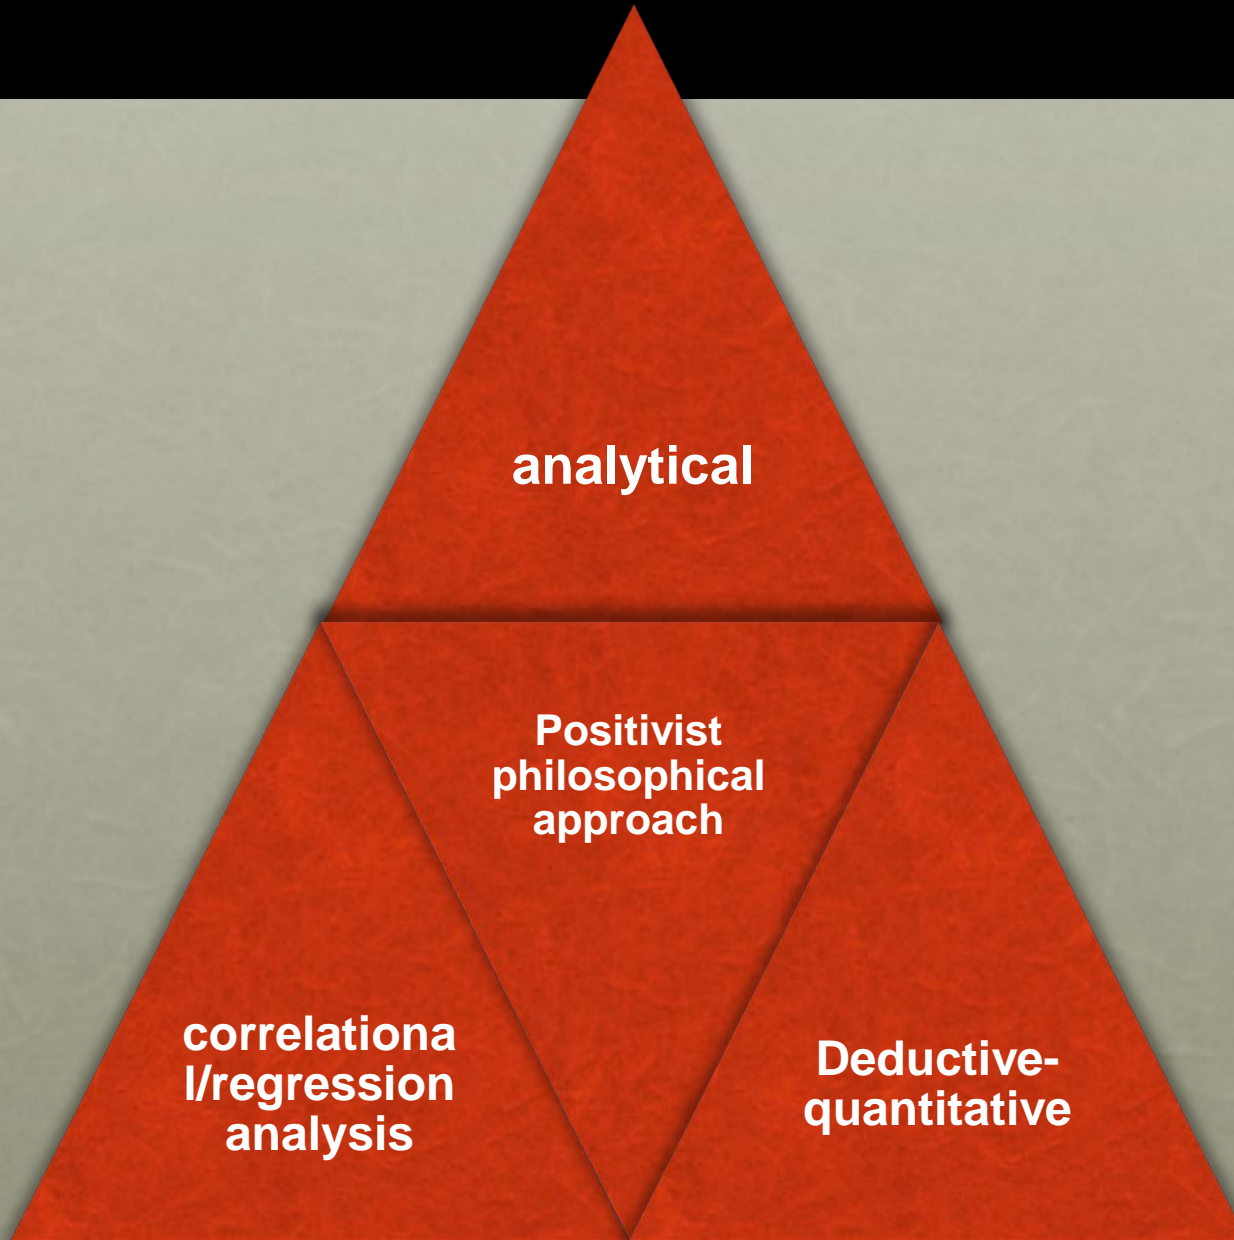 analytical
Positivist
philosophical
approach
correlationa
l/regression
analysis
Deductive-
quantitative